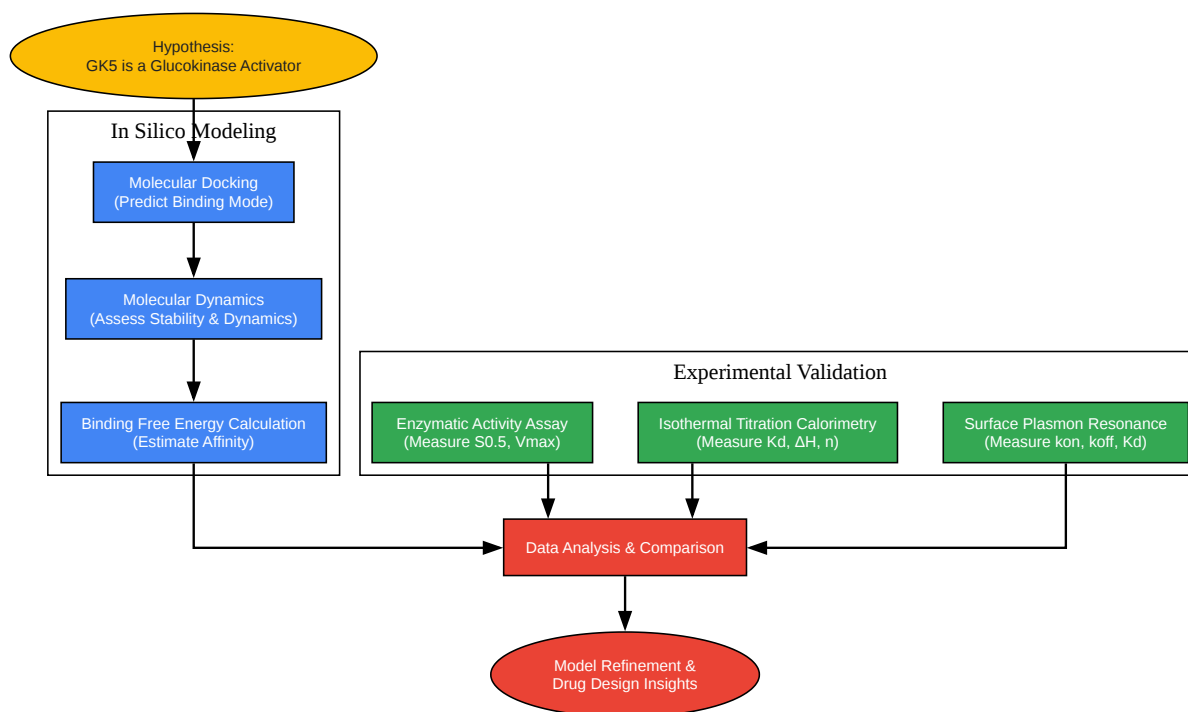 Hypothesis:
GK5 is a Glucokinase Activator
In Silico Modeling
Molecular Docking
(Predict Binding Mode)
Molecular Dynamics
(Assess Stability & Dynamics)
Binding Free Energy Calculation
(Estimate Affinity)
Experimental Validation
Enzymatic Activity Assay
(Measure S0.5, Vmax)
Isothermal Titration Calorimetry
(Measure Kd, ΔH, n)
Surface Plasmon Resonance
(Measure kon, koff, Kd)
Data Analysis & Comparison
Model Refinement &
Drug Design Insights